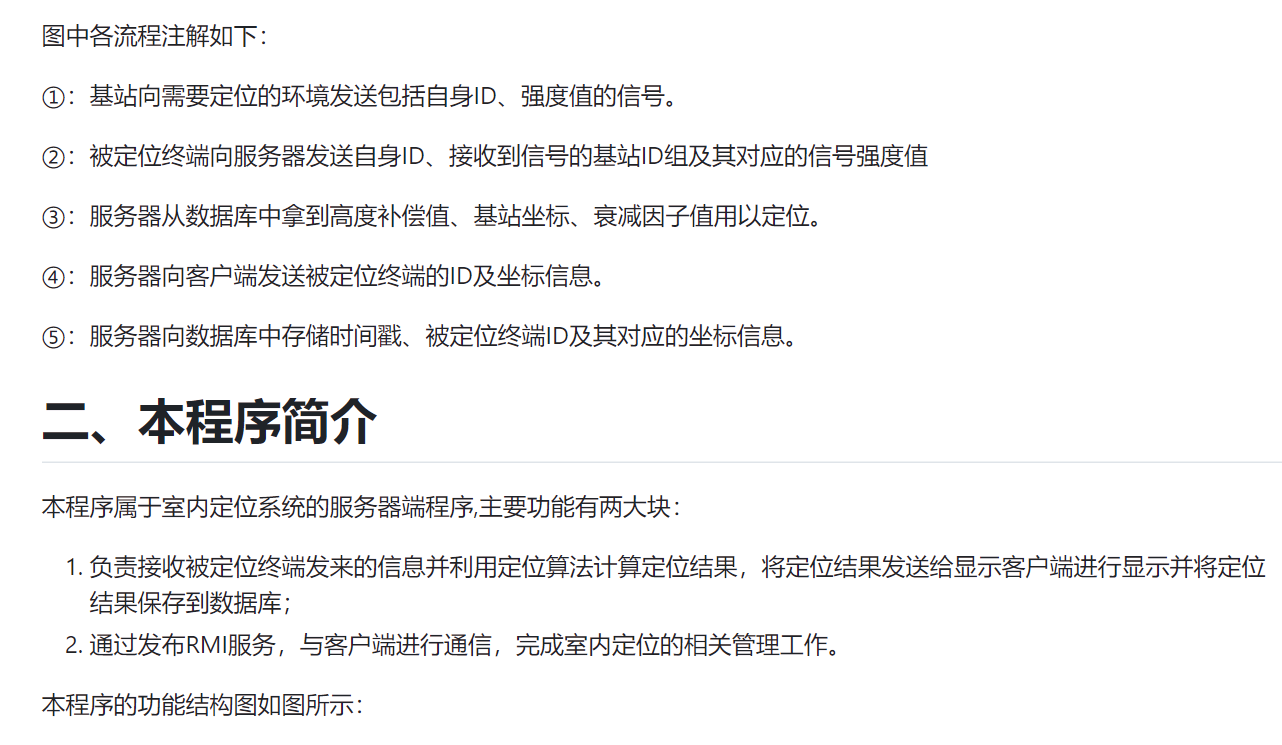 图中各流程注解如下：
①：基站向需要定位的环境发送包括自身ID、强度值的信号。
②：被定位终端向服务器发送自身ID、接收到信号的基站ID组及其对应的信号强度值
③：服务器从数据库中拿到高度补偿值、基站坐标、衰减因子值用以定位。
④：服务器向客户端发送被定位终端的ID及坐标信息。
⑤：服务器向数据库中存储时间戳、被定位终端ID及其对应的坐标信息。
二、本程序简介
本程序属于室内定位系统的服务器端程序,主要功能有两大块：
1. 负责接收被定位终端发来的信息并利用定位算法计算定位结果，将定位结果发送给显示客户端进行显示并将定位
结果保存到数据库；
2. 通过发布RMI服务，与客户端进行通信，完成室内定位的相关管理工作。
本程序的功能结构图如图所示：